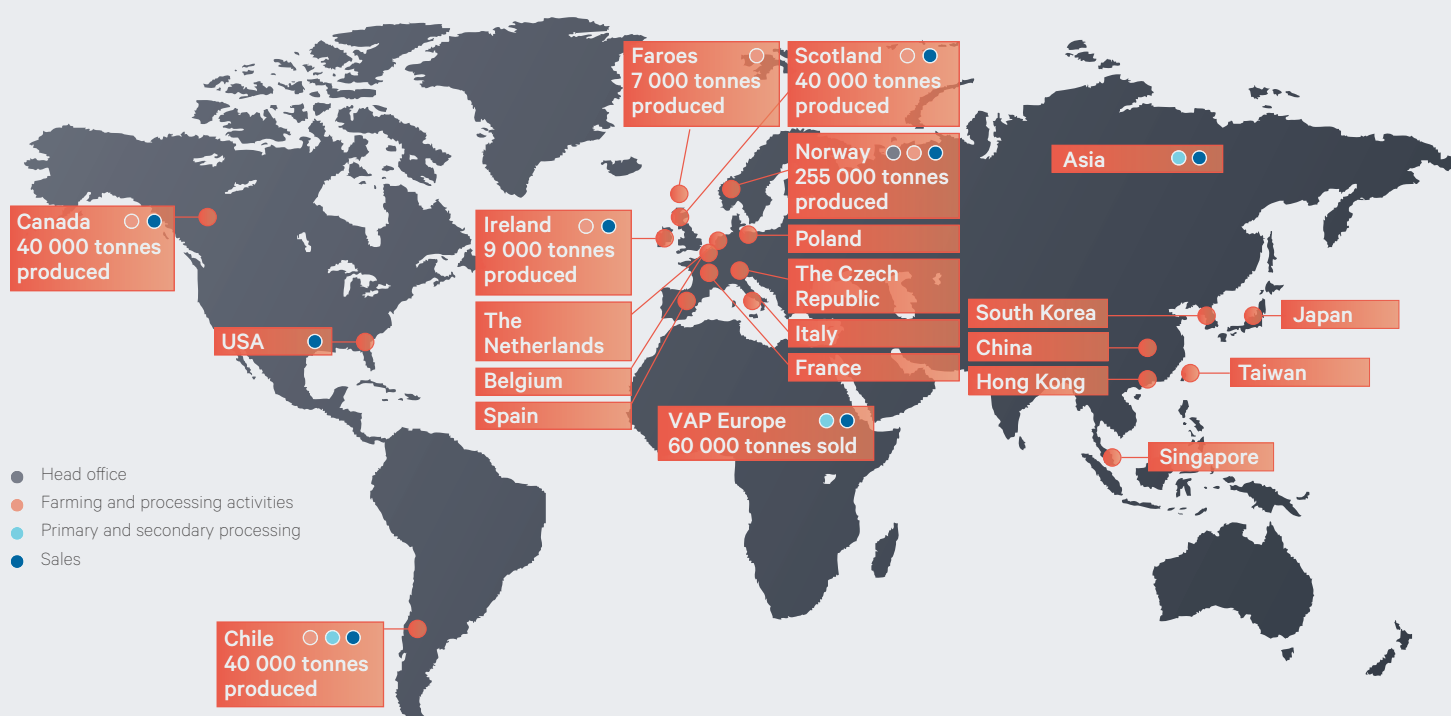 Faroes
7 000 tonnes
produced
Scotland
40 000 tonnes
produced
Norway
255 000 tonnes
produced
Asia
Canada
40 000 tonnes
produced
Ireland
9 000 tonnes
produced
Poland
The Czech
Republic
The
Netherlands
Italy
France
Belgium
Spain
USA
South Korea
China
Hong Kong
Japan
Taiwan
VAP Europe
60 000 tonnes sold
Singapore
Head office
Farming and processing activities
Primary and secondary processing
Sales
Chile
40 000 tonnes
produced